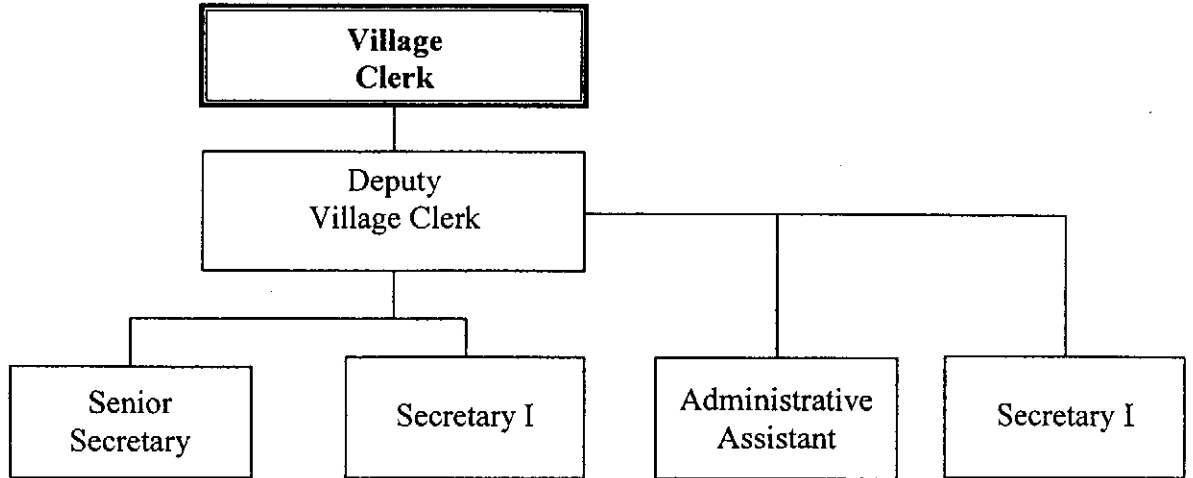 Village
Clerk
Deputy
Village Clerk
Senior
Secretary
Secretary I
Administrative
Assistant
Secretary I